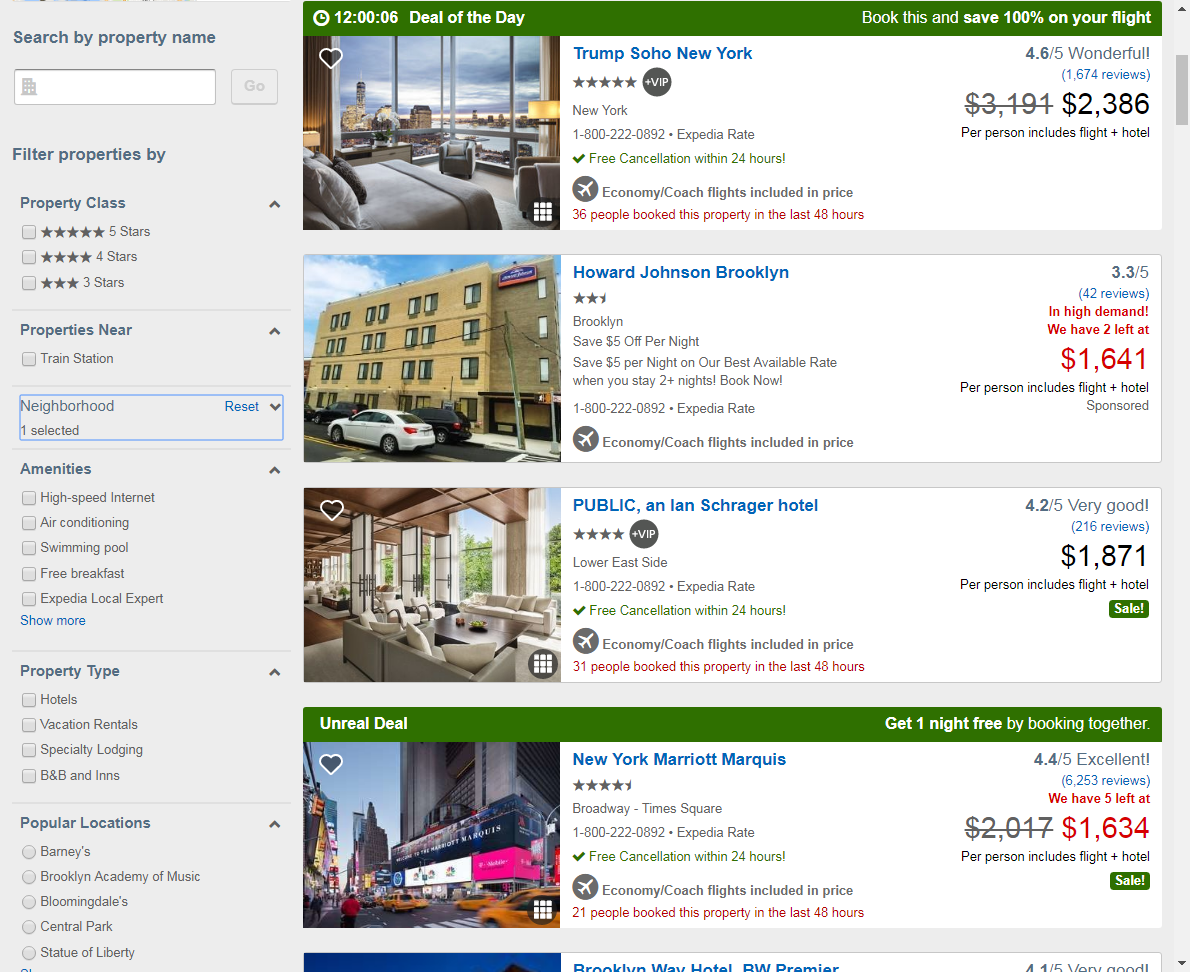 Search by property name
Go
Filter properties by
Property Class
5 Stars
4 Stars
3 Stars
Properties Near
Train Station
Neighborhood
Reset
1 selected
Amenities
High-speed Internet
Air conditioning
Swimming pool
Free breakfast
Expedia Local Expert
Show more
Property Type
Hotels
Vacation Rentals
Specialty Lodging
B&B and Inns
Popular Locations
Barney's
Brooklyn Academy of Music
Bloomingdale's
Central Park
Statue of Liberty
12:00:06 Deal of the Day
Book this and save 100% on your flight
Trump Soho New York
+VIP
New York
1-800-222-0892 • Expedia Rate
Free Cancellation within 24 hours!
Economy/Coach flights included in price
36 people booked this property in the last 48 hours
4.6/5 Wonderful!
(1,674 reviews)
$3,191 $2,386
Per person includes flight + hotel
Howard Johnson Brooklyn
Brooklyn
Save $5 Off Per Night
Save $5 per Night on Our Best Available Rate
when you stay 2+ nights! Book Now!
1-800-222-0892 • Expedia Rate
Economy/Coach flights included in price
3.3/5
(42 reviews)
In high demand!
We have 2 left at
$1,641
Per person includes flight + hotel
Sponsored
PUBLIC, an Ian Schrager hotel
+VIP
Lower East Side
1-800-222-0892 • Expedia Rate
Free Cancellation within 24 hours!
Economy/Coach flights included in price
31 people booked this property in the last 48 hours
4.2/5 Very good!
(216 reviews)
$1,871
Per person includes flight + hotel
Sale!
Unreal Deal
Get 1 night free by booking together.
WELCOME TO THE MARRIOTT MARQUIS
New York Marriott Marquis
Broadway - Times Square
1-800-222-0892 • Expedia Rate
Free Cancellation within 24 hours!
Economy/Coach flights included in price
21 people booked this property in the last 48 hours
4.4/5 Excellent!
(6,253 reviews)
We have 5 left at
$2,017 $1,634
Per person includes flight + hotel
Sale!
Brooklyn Way Hotel, BW Premier
4.1/5 Very good!